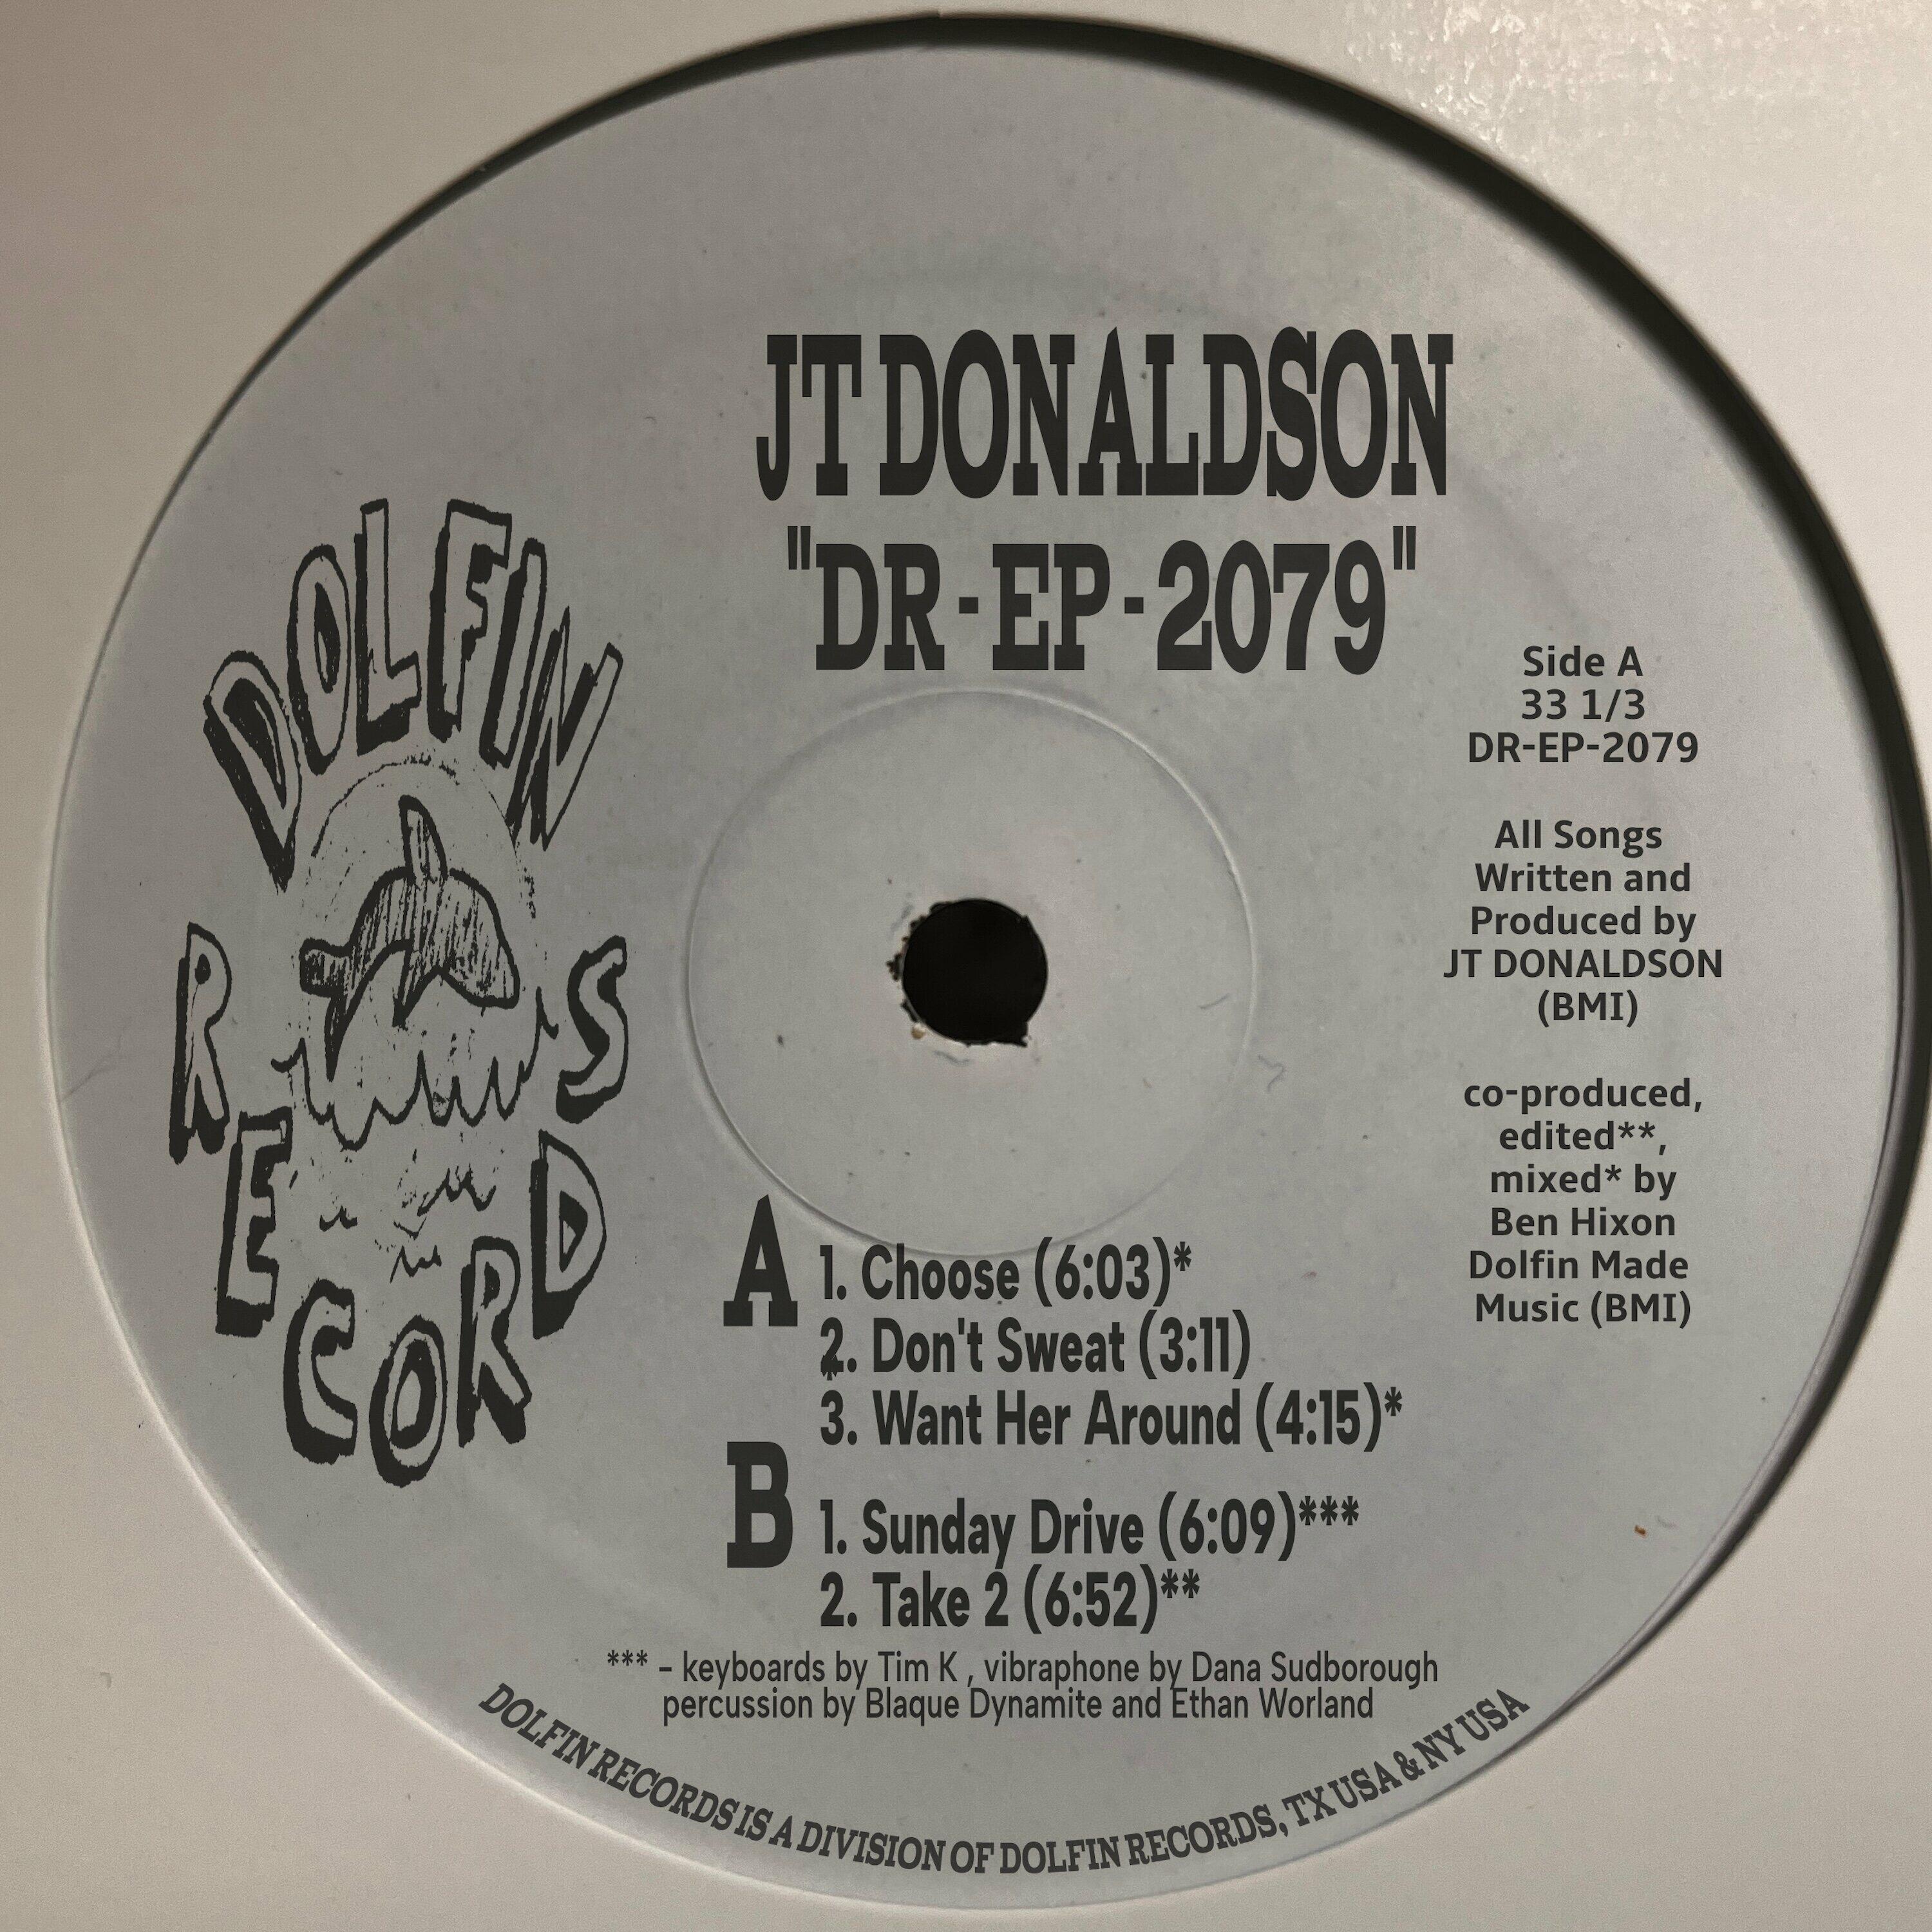 JT DONALDSON
"DR-EP-2079"
DOLFIN
RECORDS
Side A
33 1/3
DR-EP-2079
All Songs
Written and
Produced by
JT DONALDSON
(BMI)
co-produced,
edited**,
mixed* by
Ben Hixon
Dolfin Made
Music (BMI)
A
1. Choose (6:03)*
2. Don't Sweat (3:11)
*
3. Want Her Around (4:15)*
B
1. Sunday Drive (6:09)***
2. Take 2 (6:52)**
*** - keyboards by Tim K , vibraphone by Dana Sudborough
percussion by Blaque Dynamite and Ethan Worland
DOLFIN RECORDS IS A DIVISION OF DOLFIN RECORDS, TX USA & NY USA